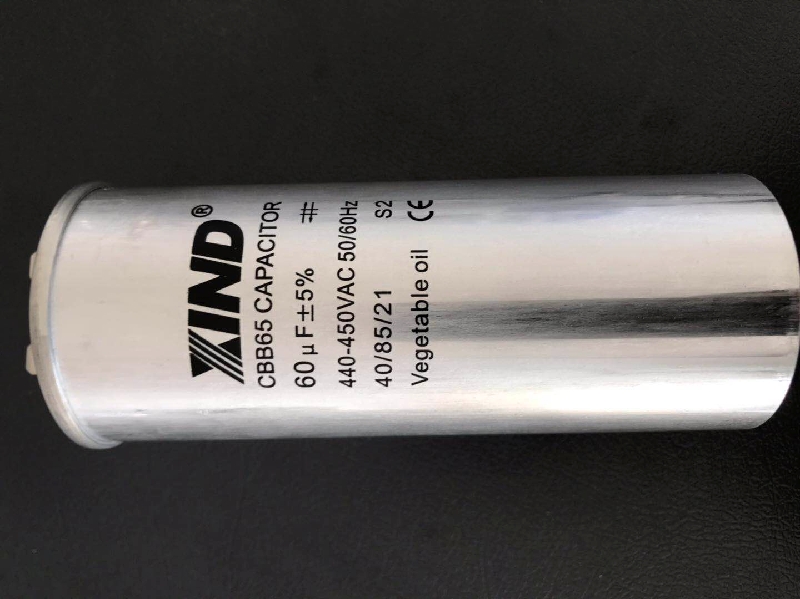 XIND®
CBB65 CAPACITOR
60μF±5% #
440-450VAC 50/60Hz
40/85/21 S2
Vegetable oil CE